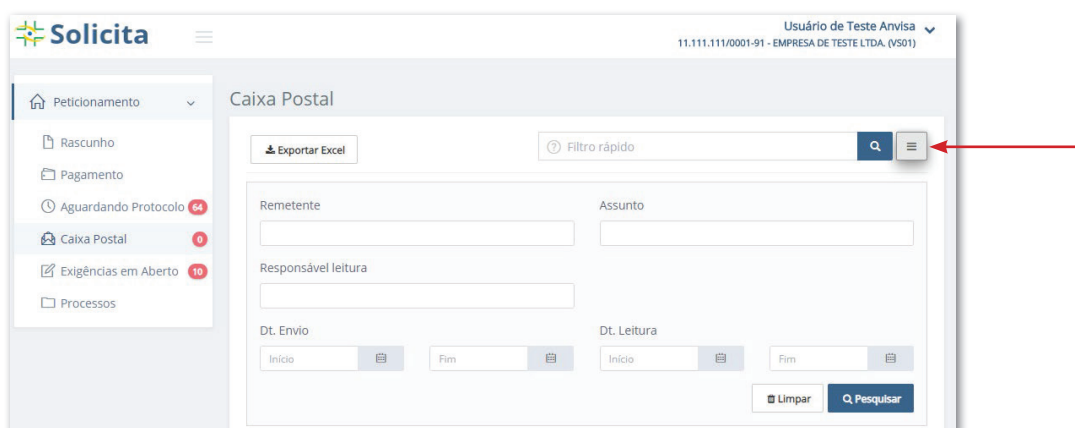 Solicita
Usuário de Teste Anvisa
11.111.111/0001-91 - EMPRESA DE TESTE LTDA. (VS01)
Peticionamento
Rascunho
Pagamento
Aguardando Protocolo 64
Caixa Postal 0
Exigências em Aberto 10
Processos
Caixa Postal
Exportar Excel
Filtro rápido
Remetente
Assunto
Responsável leitura
Dt. Envio
Dt. Leitura
Início
Fim
Início
Fim
Limpar
Pesquisar